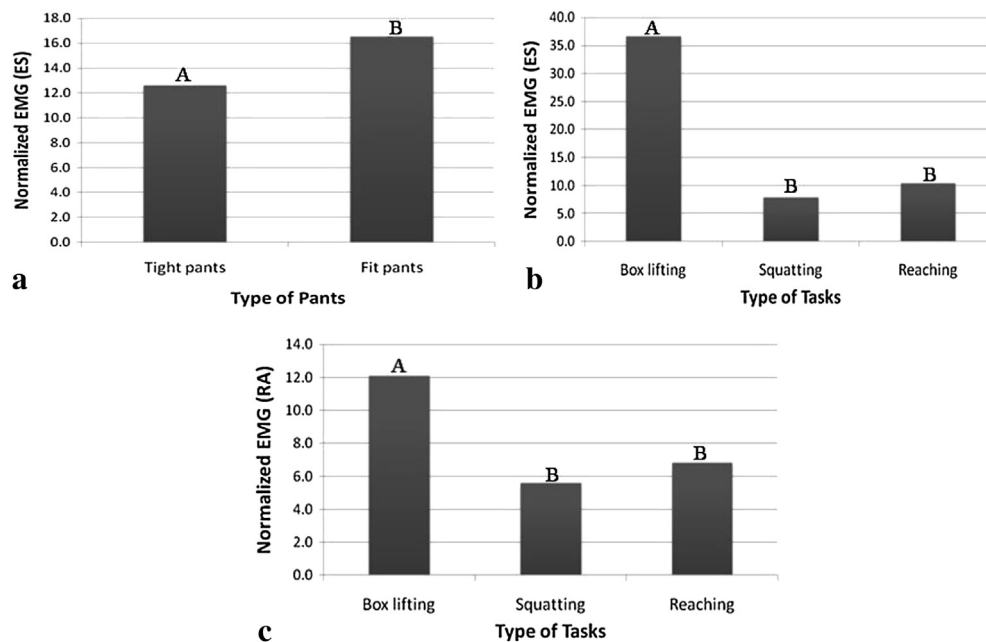 Normalized EMG (ES)
18.0
16.0
14.0
12.0
10.0
8.0
6.0
4.0
2.0
0.0
A
B
Tight pants
Fit pants
Type of Pants
a
Normalized EMG (ES)
40.0
35.0
30.0
25.0
20.0
15.0
10.0
5.0
0.0
A
B
B
Box lifting
Squatting
Reaching
Type of Tasks
b
Normalized EMG (RA)
14.0
12.0
10.0
8.0
6.0
4.0
2.0
0.0
A
B
B
Box lifting
Squatting
Reaching
Type of Tasks
c